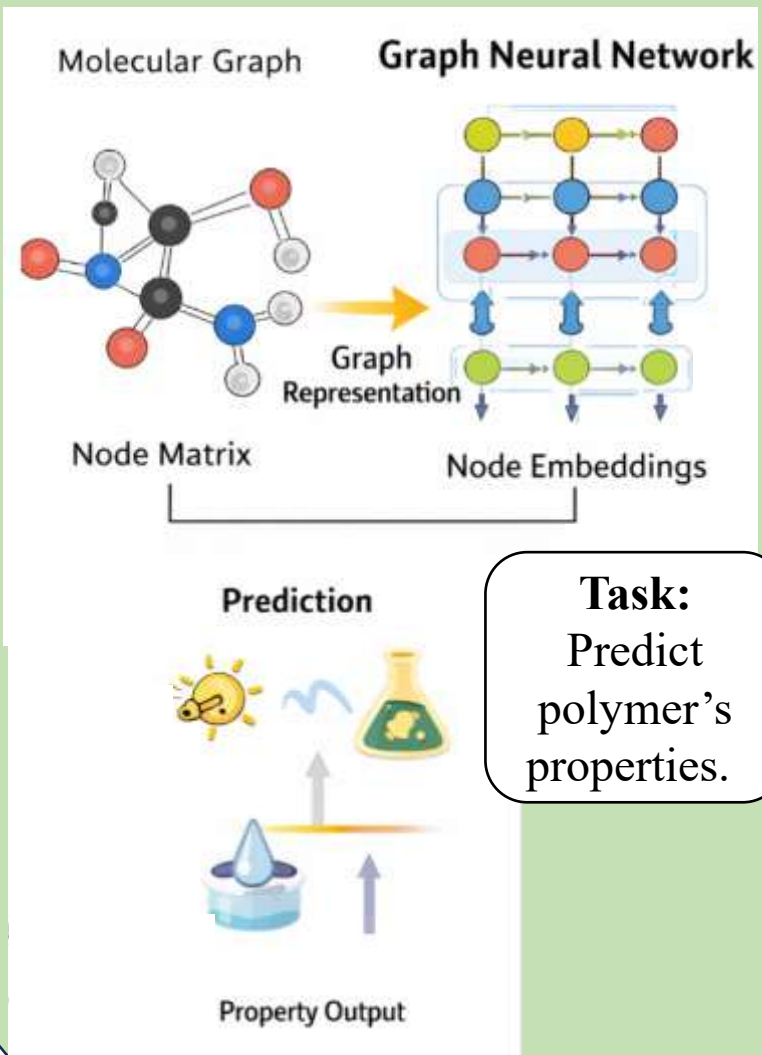 Molecular Graph
Graph Neural Network
Graph
Representation
Node Matrix
Node Embeddings
Prediction
Task:
Predict
polymer’s
properties.
Property Output